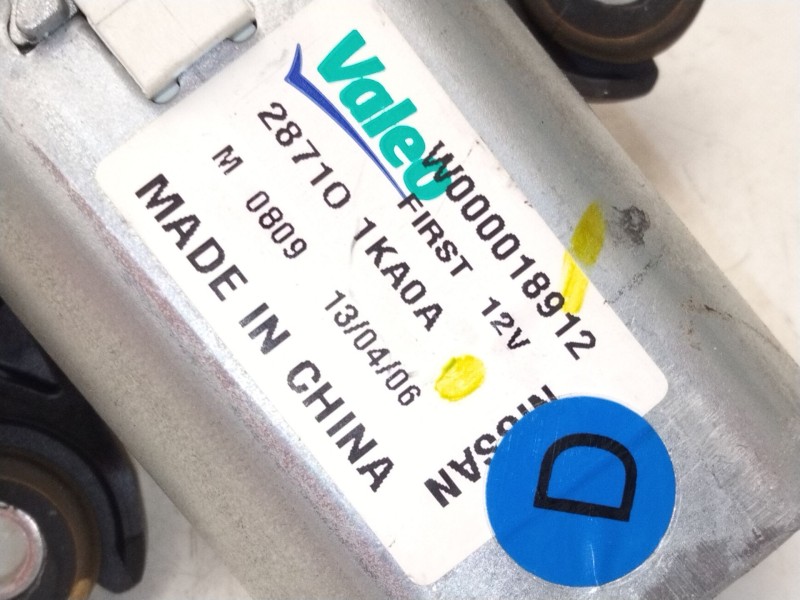 Valeo
W000018912
FIRST 12V
28710 1KA0A
M 0809 13/04/06
MADE IN CHINA
NISSAN
D